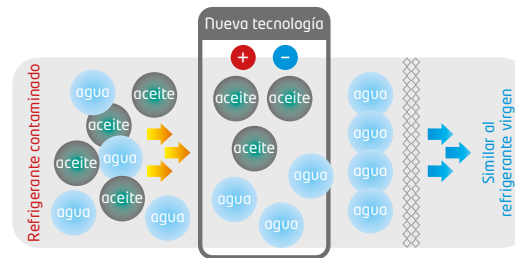 Nueva tecnología
+
−
Refrigerante contaminado
agua
aceite
aceite
agua
aceite
aceite
agua
agua
aceite
aceite
aceite
agua
agua
agua
agua
agua
agua
agua
Similar al
refrigerante virgen